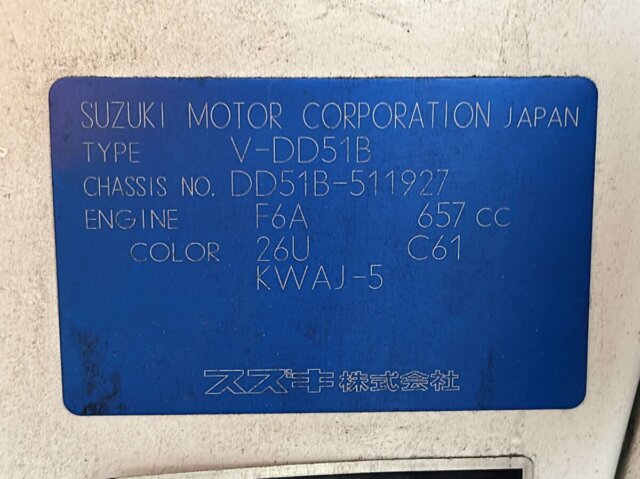 SUZUKI MOTOR CORPORATION JAPAN
TYPE V-DD51B
CHASSIS NO. DD51B-511927
ENGINE F6A 657 CC
COLOR 26U C61
KWAJ-5
スズキ株式会社